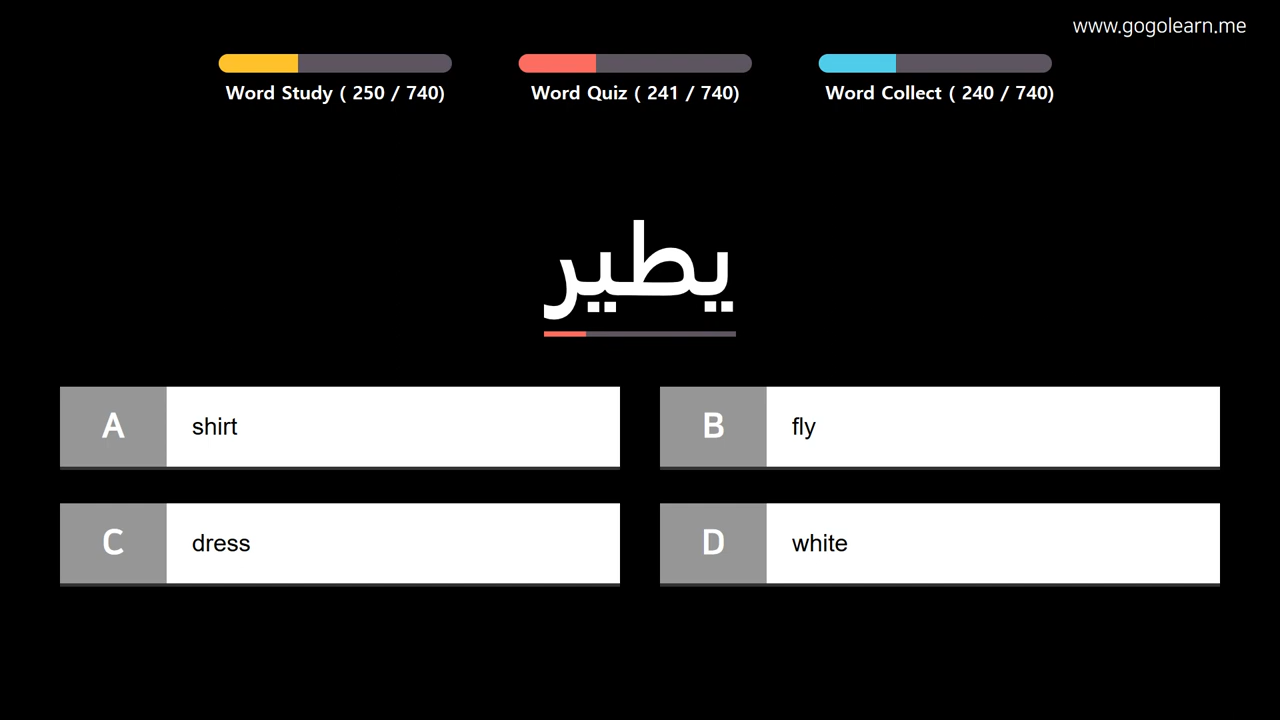 www.gogolearn.me
Word Study ( 250 / 740)
Word Quiz ( 241 / 740)
Word Collect ( 240 / 740)
يطير
A shirt
B fly
C dress
D white